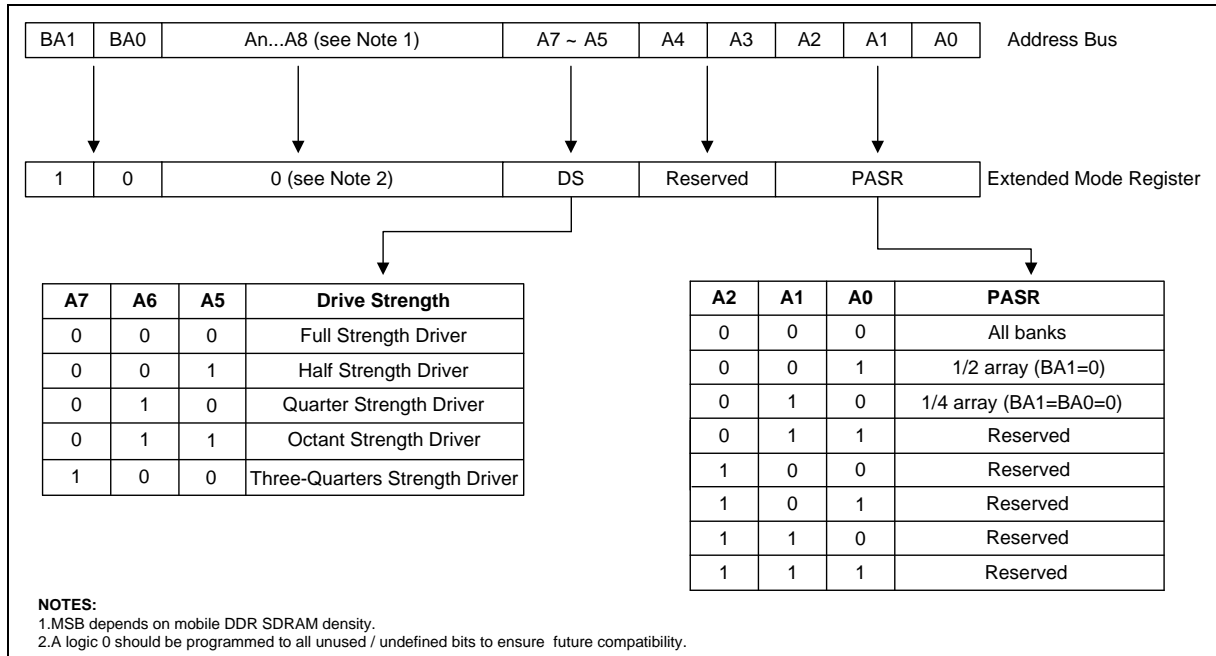 BA1 BA0 An...A8 (see Note 1) A7 ~ A5 A4 A3 A2 A1 A0 Address Bus
1 0 0 (see Note 2) DS Reserved PASR Extended Mode Register
A7 A6 A5 Drive Strength
0 0 0 Full Strength Driver
0 0 1 Half Strength Driver
0 1 0 Quarter Strength Driver
0 1 1 Octant Strength Driver
1 0 0 Three-Quarters Strength Driver
A2 A1 A0 PASR
0 0 0 All banks
0 0 1 1/2 array (BA1=0)
0 1 0 1/4 array (BA1=BA0=0)
0 1 1 Reserved
1 0 0 Reserved
1 0 1 Reserved
1 1 0 Reserved
1 1 1 Reserved
NOTES:
1.MSB depends on mobile DDR SDRAM density.
2.A logic 0 should be programmed to all unused / undefined bits to ensure future compatibility.